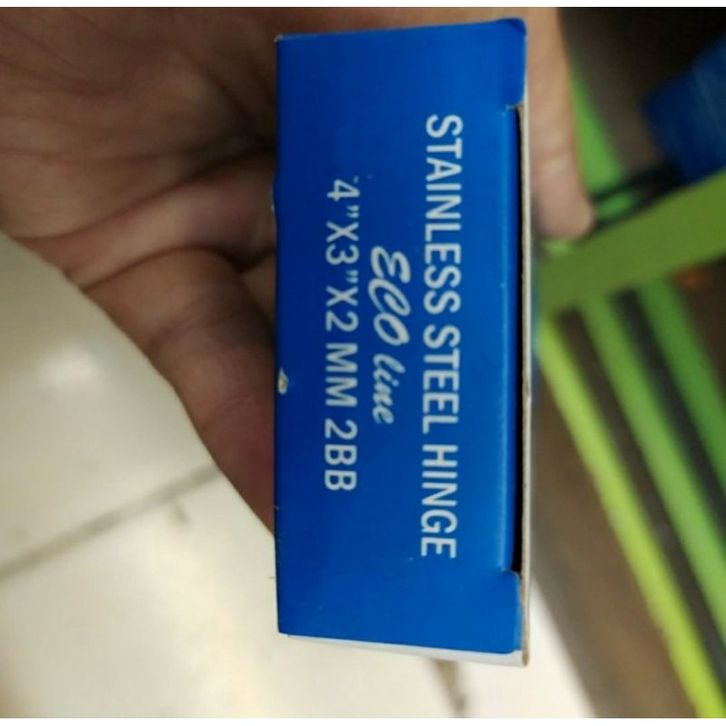 STAINLESS STEEL HINGE
ECO line
4"X3"X2 MM 2BB